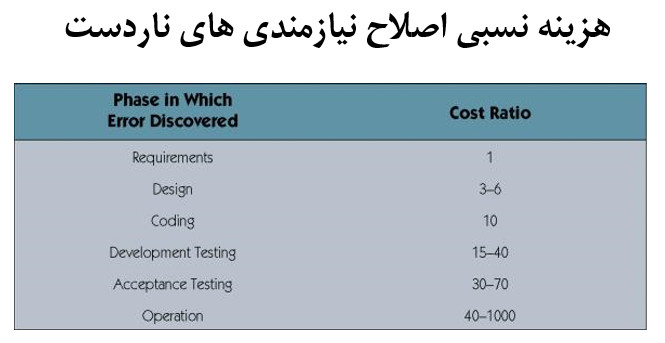 هزینه نسبی اصلاح نیازمندی های ناردست
Phase in Which
Error Discovered
Cost Ratio
Requirements 1
Design 3–6
Coding 10
Development Testing 15–40
Acceptance Testing 30–70
Operation 40–1000